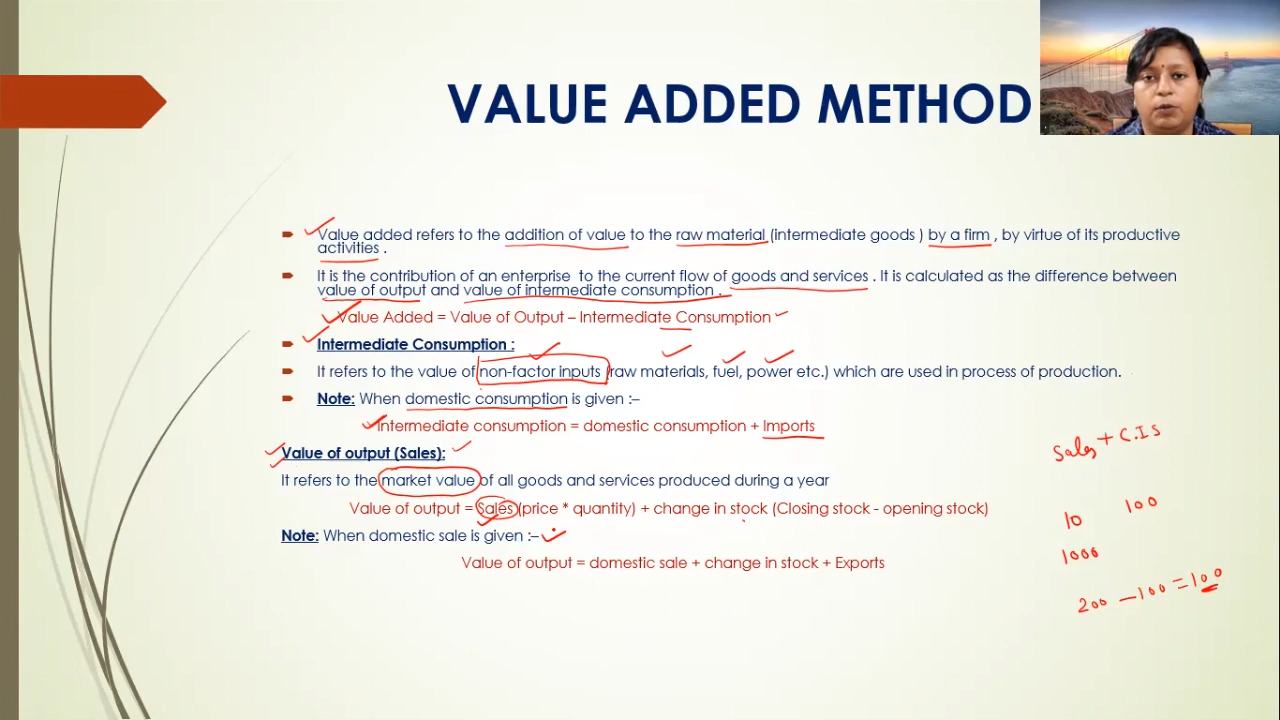 VALUE ADDED METHOD
Value added refers to the addition of value to the raw material (intermediate goods ) by a firm , by virtue of its productive
activities .
It is the contribution of an enterprise to the current flow of goods and services . It is calculated as the difference between
value of output and value of intermediate consumption .
Value Added = Value of Output – Intermediate Consumption
Intermediate Consumption :
It refers to the value of non-factor inputs (raw materials, fuel, power etc.) which are used in process of production.
Note: When domestic consumption is given :–
Intermediate consumption = domestic consumption + Imports
Value of output (Sales):
It refers to the market value of all goods and services produced during a year
Value of output = Sales (price * quantity) + change in stock (Closing stock - opening stock)
Note: When domestic sale is given :–
Value of output = domestic sale + change in stock + Exports
Sales + C.I S
10 100
1000
200 – 100 = 100